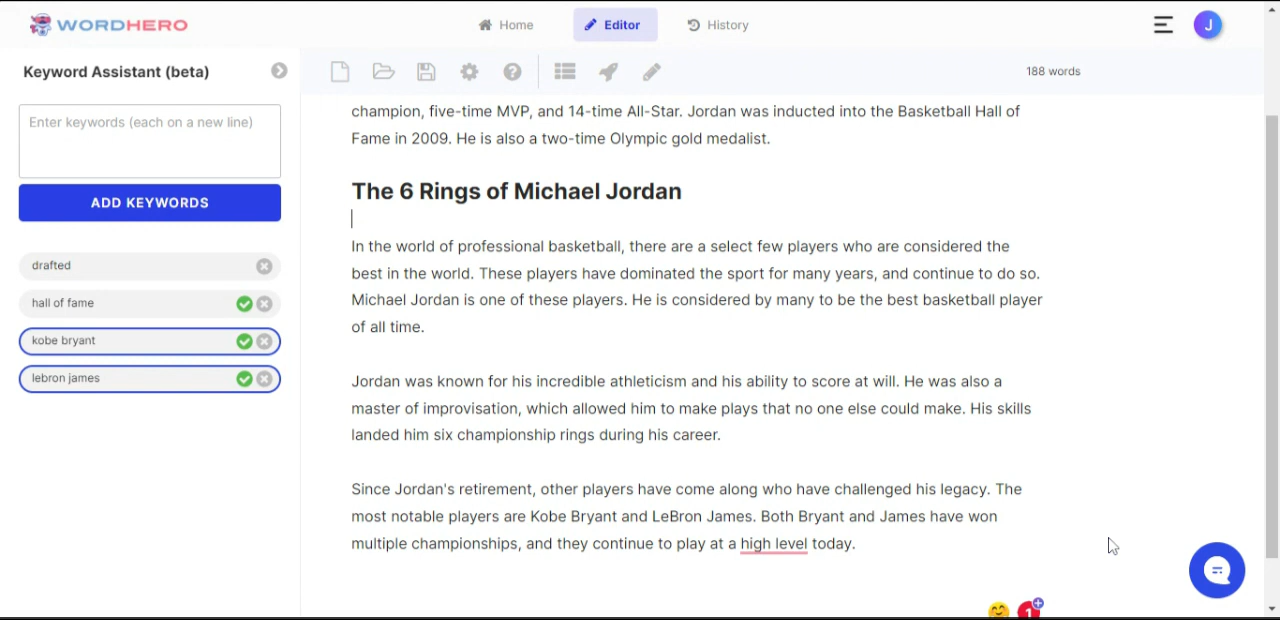 WORDHERO
Home
Editor
History
J
Keyword Assistant (beta)
188 words
Enter keywords (each on a new line)
ADD KEYWORDS
drafted
hall of fame
kobe bryant
lebron james
champion, five-time MVP, and 14-time All-Star. Jordan was inducted into the Basketball Hall of
Fame in 2009. He is also a two-time Olympic gold medalist.
The 6 Rings of Michael Jordan
In the world of professional basketball, there are a select few players who are considered the
best in the world. These players have dominated the sport for many years, and continue to do so.
Michael Jordan is one of these players. He is considered by many to be the best basketball player
of all time.
Jordan was known for his incredible athleticism and his ability to score at will. He was also a
master of improvisation, which allowed him to make plays that no one else could make. His skills
landed him six championship rings during his career.
Since Jordan's retirement, other players have come along who have challenged his legacy. The
most notable players are Kobe Bryant and LeBron James. Both Bryant and James have won
multiple championships, and they continue to play at a high level today.
1